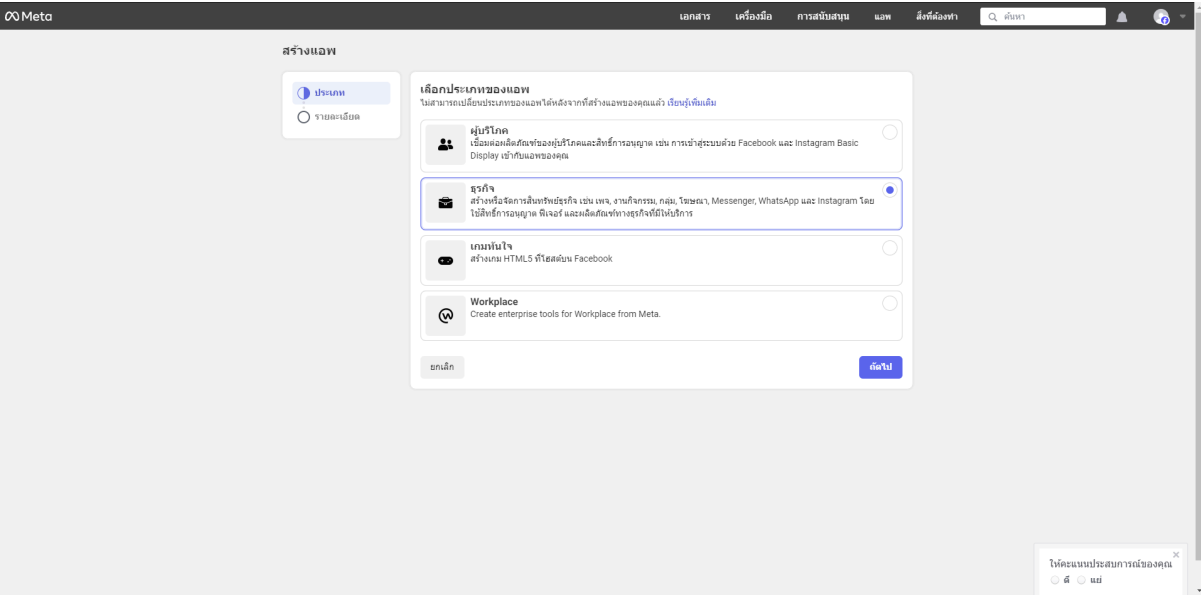 Meta
เอกสาร
เครื่องมือ
การสนับสนุน
แอพ
สิ่งที่ต้องทำ
ค้นหา
สร้างแอพ
ประเภท
รายละเอียด
เลือกประเภทของแอพ
ไม่สามารถเปลี่ยนประเภทของแอพได้หลังจากที่สร้างแอพของคุณแล้ว เรียนรู้เพิ่มเติม
ผู้บริโภค
เชื่อมต่อผลิตภัณฑ์ของผู้บริโภคและสิทธิ์การอนุญาต เช่น การเข้าสู่ระบบด้วย Facebook และ Instagram Basic
Display เข้ากับแอพของคุณ
ธุรกิจ
สร้างหรือจัดการสินทรัพย์ธุรกิจ เช่น เพจ, งานกิจกรรม, กลุ่ม, โฆษณา, Messenger, WhatsApp และ Instagram โดย
ใช้สิทธิ์การอนุญาต ฟีเจอร์ และผลิตภัณฑ์ทางธุรกิจที่มีให้บริการ
เกมทันใจ
สร้างเกม HTML5 ที่โฮสต์บน Facebook
Workplace
Create enterprise tools for Workplace from Meta.
ยกเลิก
ถัดไป
ให้คะแนนประสบการณ์ของคุณ
ดี
แย่